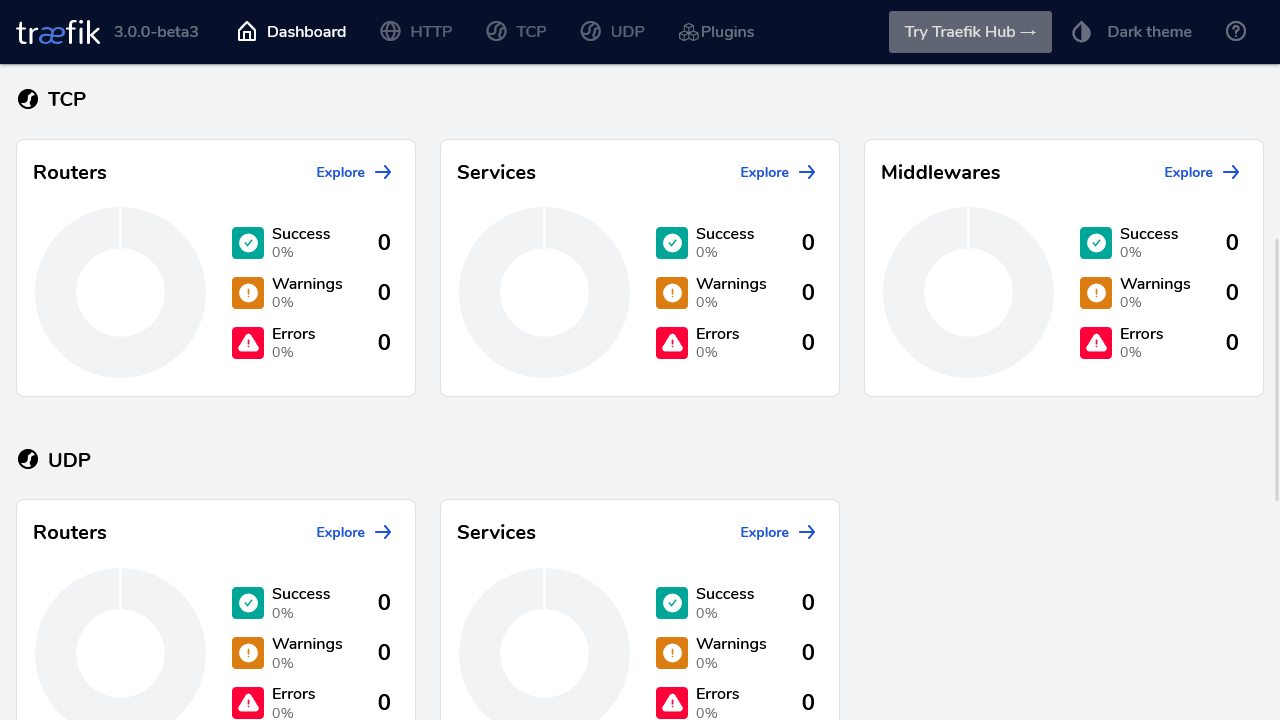 træfik 3.0.0-beta3 Dashboard HTTP TCP UDP Plugins Try Traefik Hub → Dark theme
TCP
Routers Explore
Success 0
0%
Warnings 0
0%
Errors 0
0%
Services Explore
Success 0
0%
Warnings 0
0%
Errors 0
0%
Middlewares Explore
Success 0
0%
Warnings 0
0%
Errors 0
0%
UDP
Routers Explore
Success 0
0%
Warnings 0
0%
Errors 0
0%
Services Explore
Success 0
0%
Warnings 0
0%
Errors 0
0%